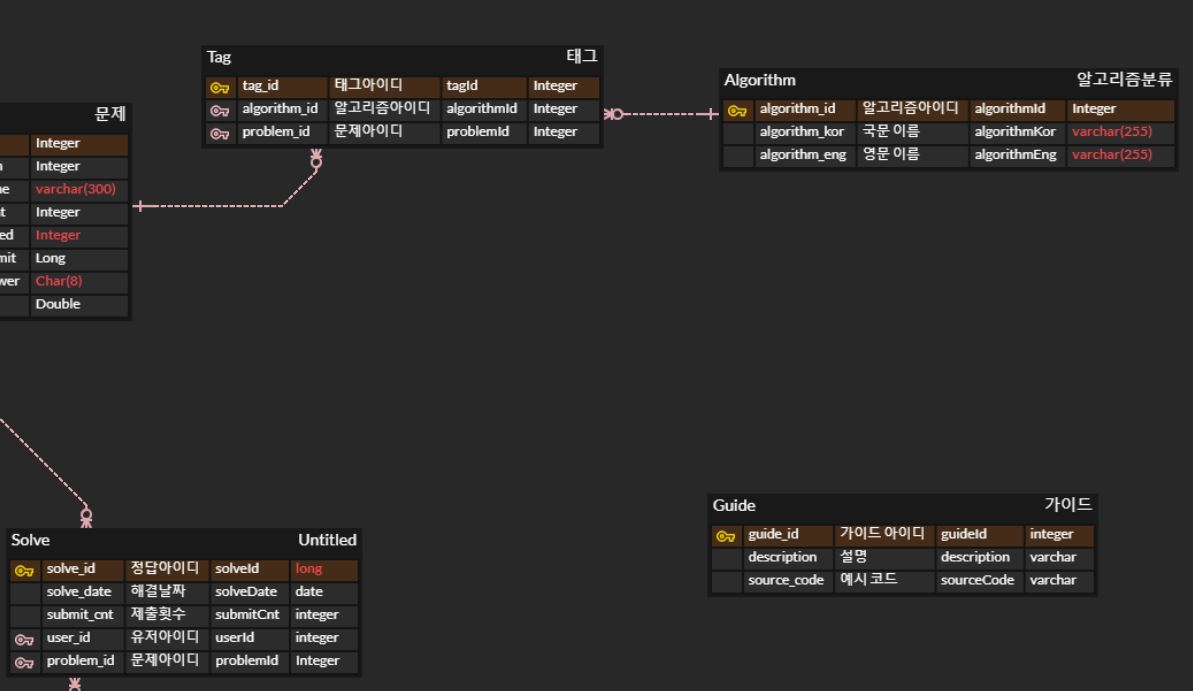 Tag 태그
tag_id 태그아이디 tagId Integer
algorithm_id 알고리즘아이디 algorithmId Integer
problem_id 문제아이디 problemId Integer
Algorithm 알고리즘분류
algorithm_id 알고리즘아이디 algorithmId Integer
algorithm_kor 국문 이름 algorithmKor varchar(255)
algorithm_eng 영문 이름 algorithmEng varchar(255)
문제
Integer
Integer
varchar(300)
Integer
Integer
Long
Char(8)
Double
Guide 가이드
guide_id 가이드 아이디 guideId integer
description 설명 description varchar
source_code 예시 코드 sourceCode varchar
Solve Untitled
solve_id 정답아이디 solveId long
solve_date 해결날짜 solveDate date
submit_cnt 제출횟수 submitCnt integer
user_id 유저아이디 userId integer
problem_id 문제아이디 problemId Integer